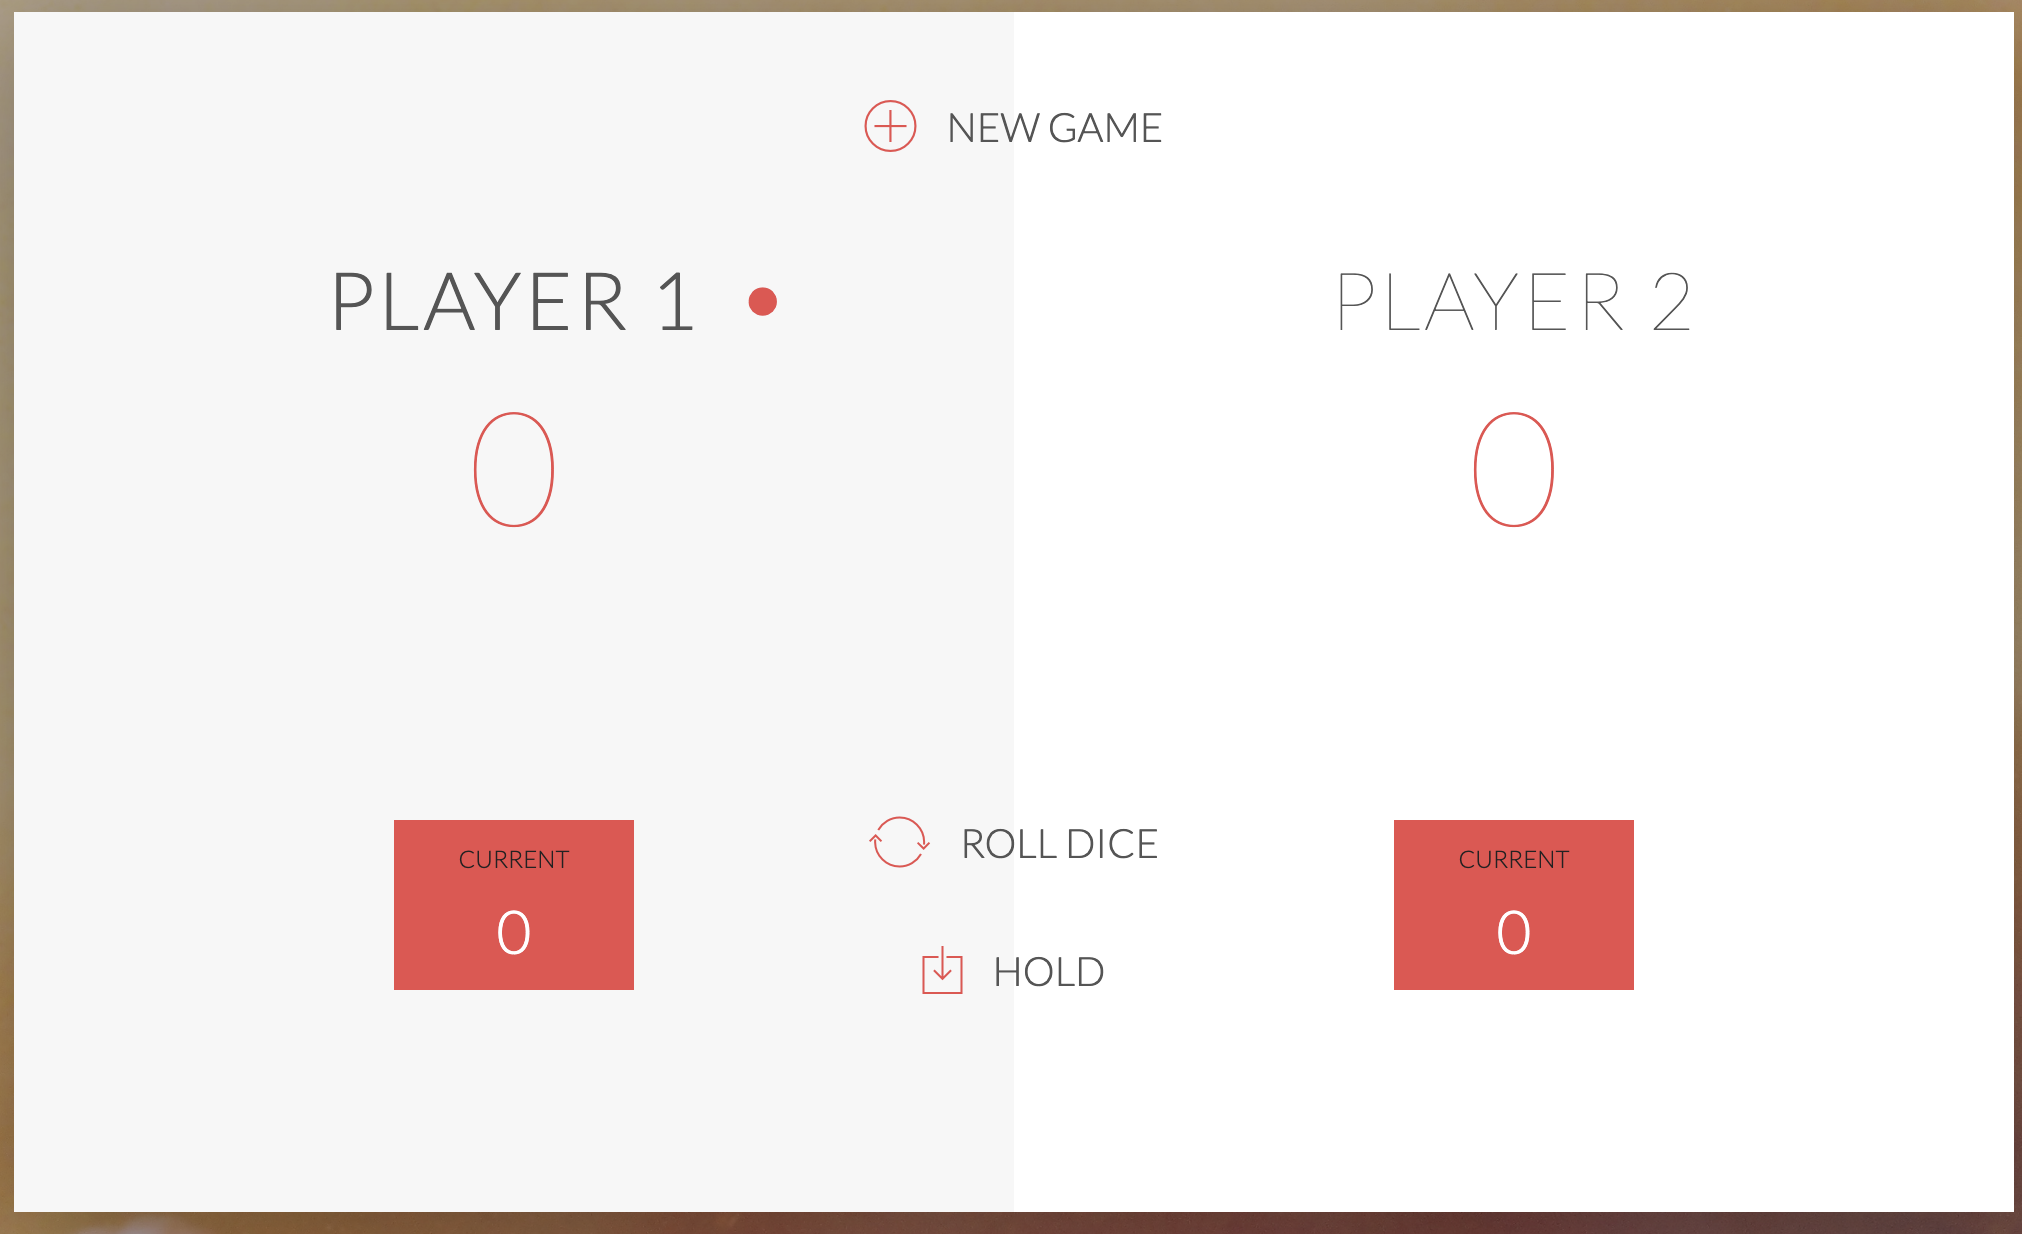 NEW GAME
PLAYER 1
0
CURRENT
0
PLAYER 2
0
CURRENT
0
ROLL DICE
HOLD